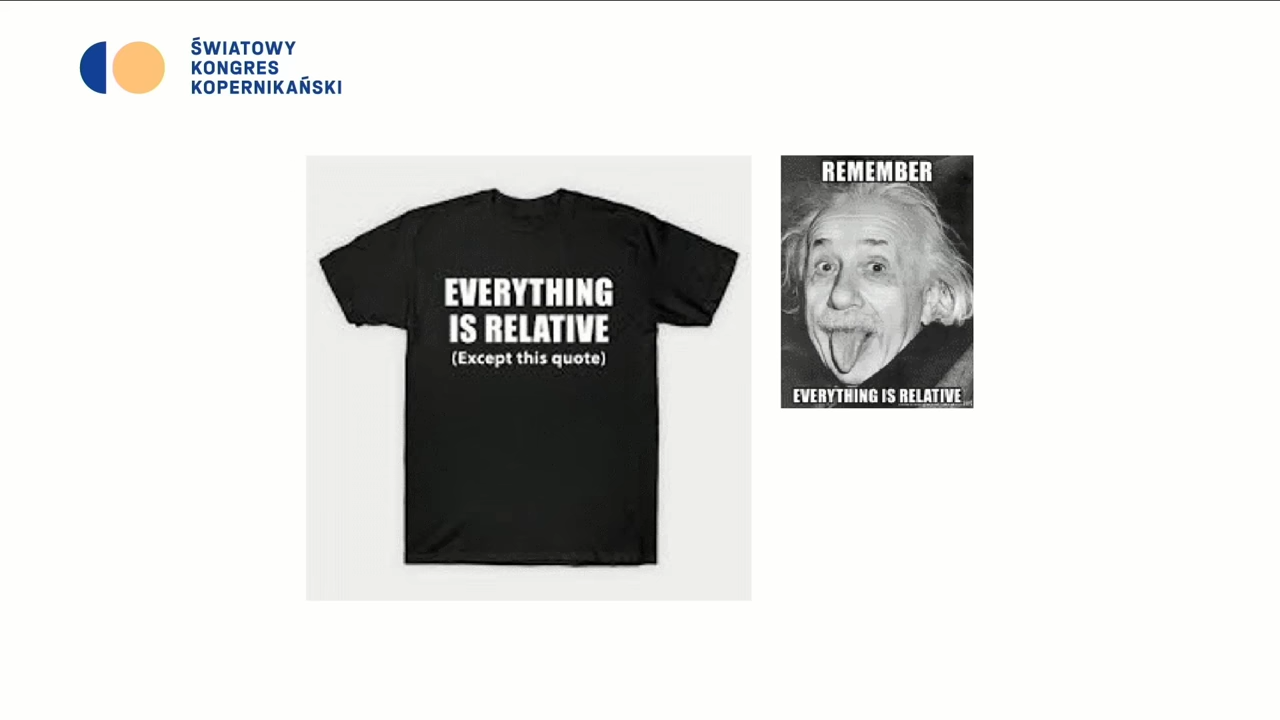 ŚWIATOWY
KONGRES
KOPERNIKAŃSKI
EVERYTHING
IS RELATIVE
(Except this quote)
REMEMBER
EVERYTHING IS RELATIVE